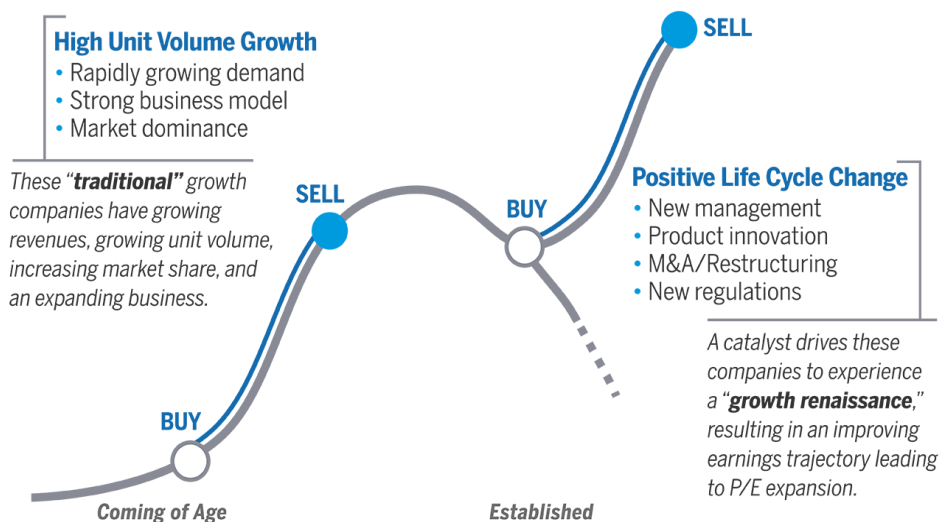 High Unit Volume Growth
• Rapidly growing demand
• Strong business model
• Market dominance
These “traditional” growth
companies have growing
revenues, growing unit volume,
increasing market share, and
an expanding business.
BUY
SELL
BUY
SELL
Positive Life Cycle Change
• New management
• Product innovation
• M&A/Restructuring
• New regulations
A catalyst drives these
companies to experience
a “growth renaissance,”
resulting in an improving
earnings trajectory leading
to P/E expansion.
Coming of Age
Established